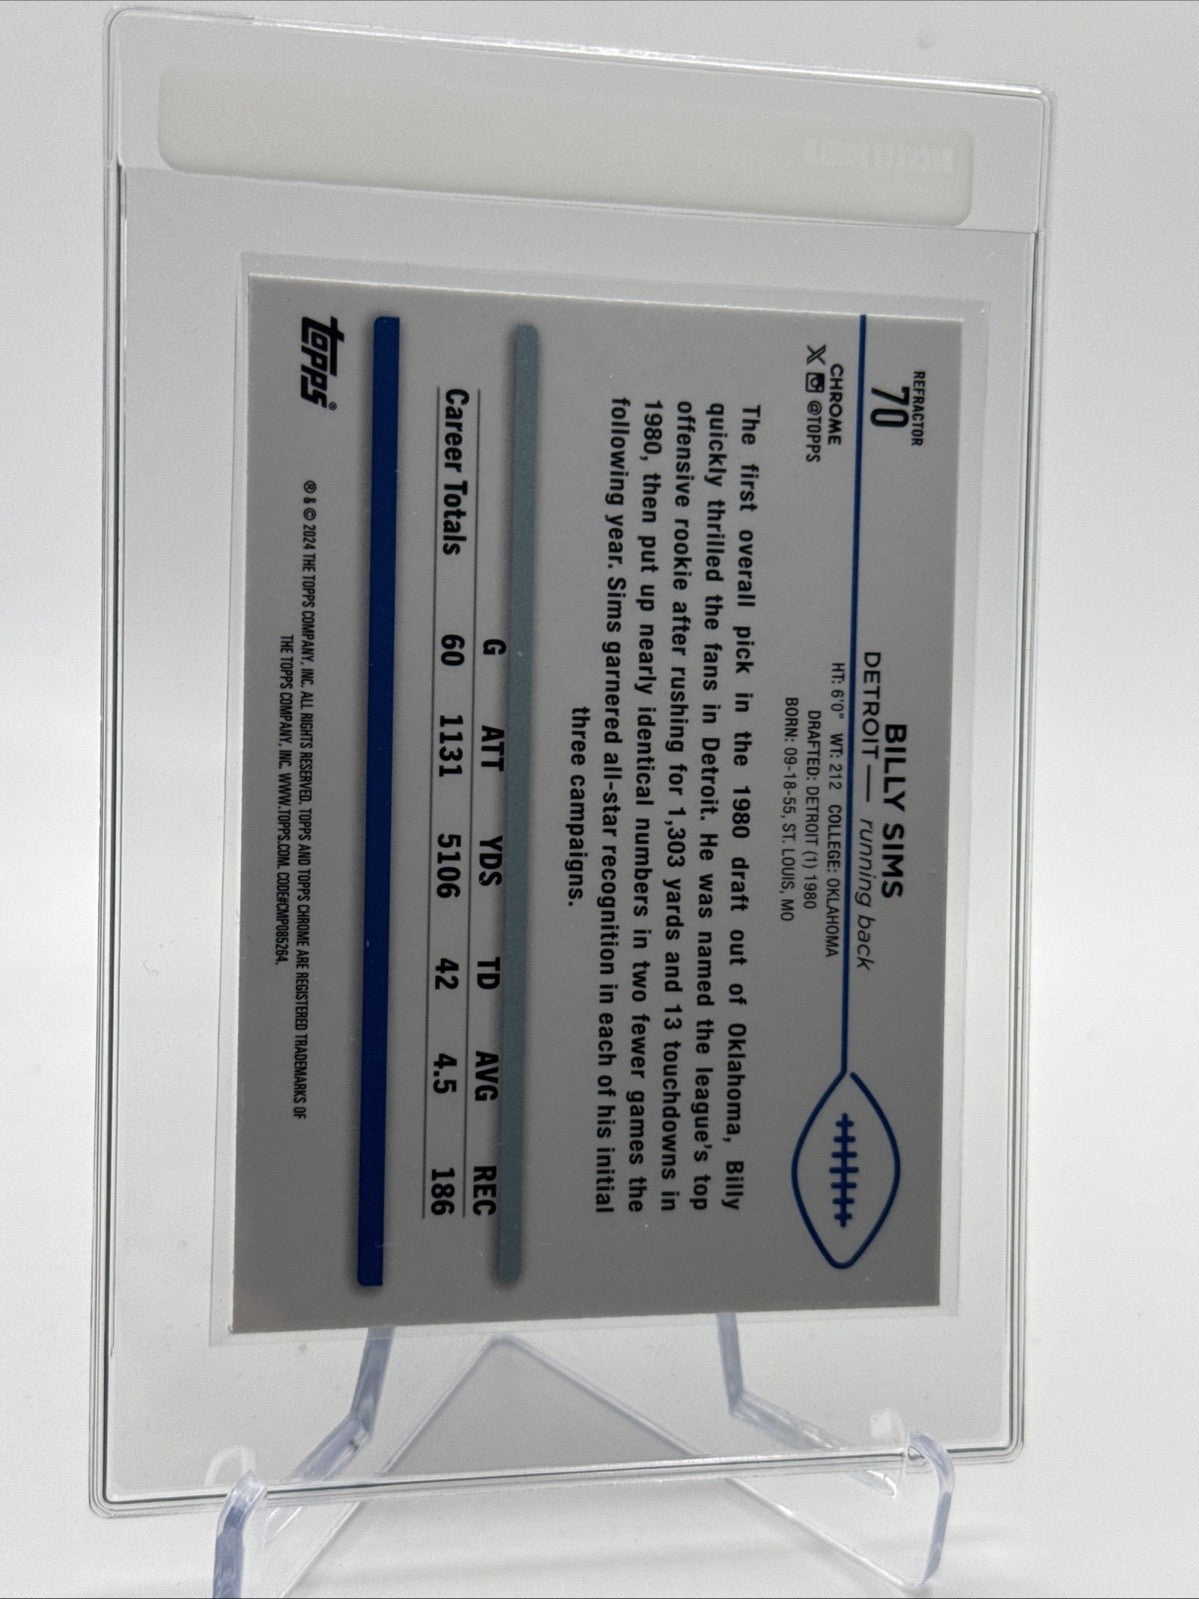 REFRACTOR
70
CHROME
X @TOPPS
BILLY SIMS
DETROIT — running back
HT: 6'0" WT: 212 COLLEGE: OKLAHOMA
DRAFTED: DETROIT (1) 1980
BORN: 09-18-55, ST. LOUIS, MO
The first overall pick in the 1980 draft out of Oklahoma, Billy
quickly thrilled the fans in Detroit. He was named the league's top
offensive rookie after rushing for 1,303 yards and 13 touchdowns in
1980, then put up nearly identical numbers in two fewer games the
following year. Sims garnered all-star recognition in each of his initial
three campaigns.
G ATT YDS TD AVG REC
Career Totals 60 1131 5106 42 4.5 186
topps®
® & © 2024 THE TOPPS COMPANY, INC. ALL RIGHTS RESERVED. TOPPS AND TOPPS CHROME ARE REGISTERED TRADEMARKS OF
THE TOPPS COMPANY, INC. WWW.TOPPS.COM. CODE#CMP085264.